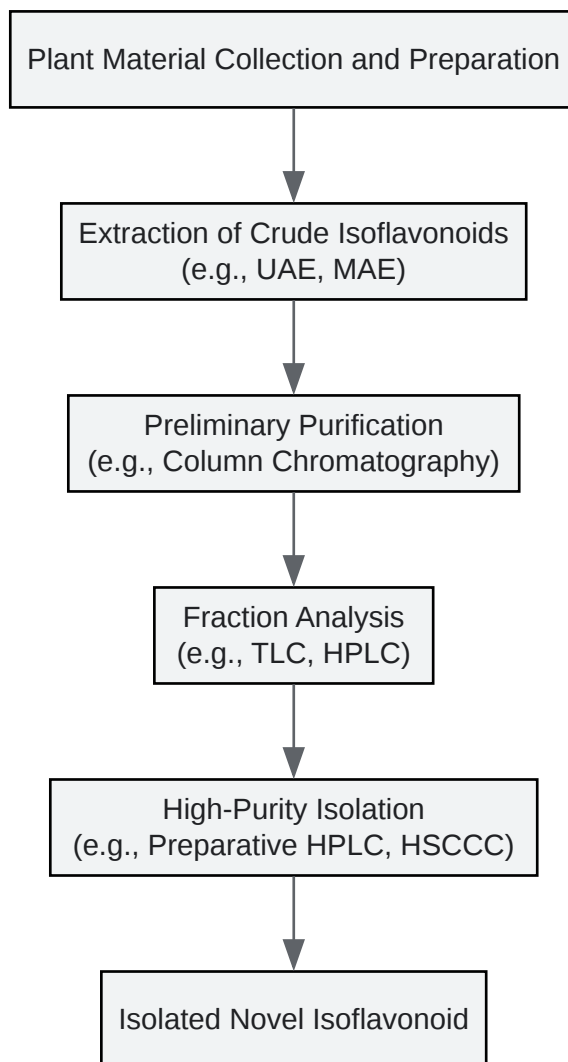 Plant Material Collection and Preparation
Extraction of Crude Isoflavonoids
(e.g., UAE, MAE)
Preliminary Purification
(e.g., Column Chromatography)
Fraction Analysis
(e.g., TLC, HPLC)
High-Purity Isolation
(e.g., Preparative HPLC, HSCCC)
Isolated Novel Isoflavonoid